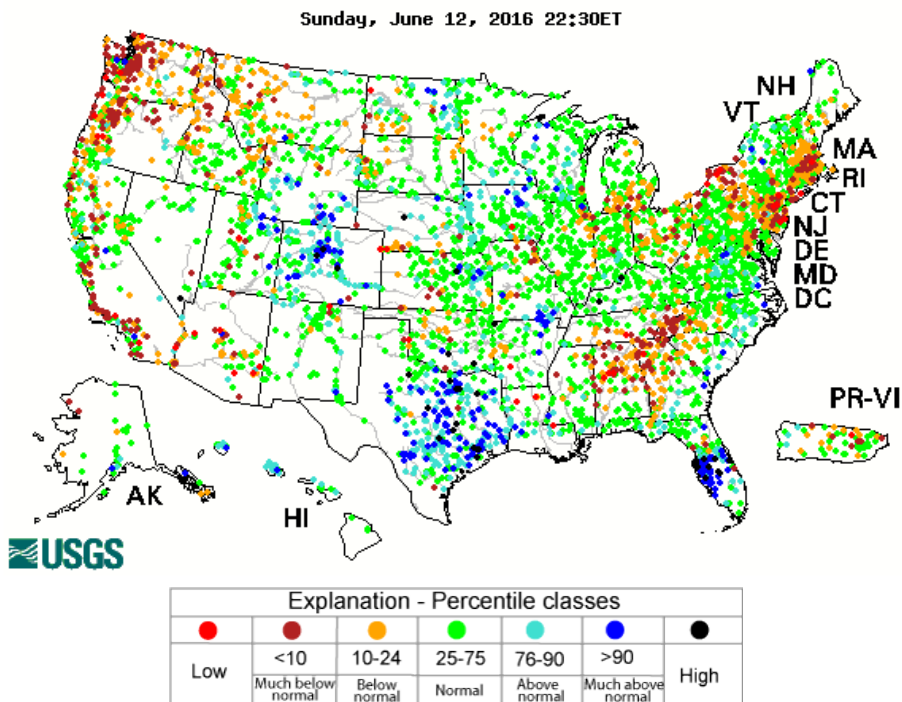 Sunday, June 12, 2016 22:30ET
NH
VT
MA
RI
CT
NJ
DE
MD
DC
PR-VI
AK
HI
USGS
Explanation - Percentile classes
<10 10-24 25-75 76-90 >90
Low High
Much below normal Below normal Normal Above normal Much above normal